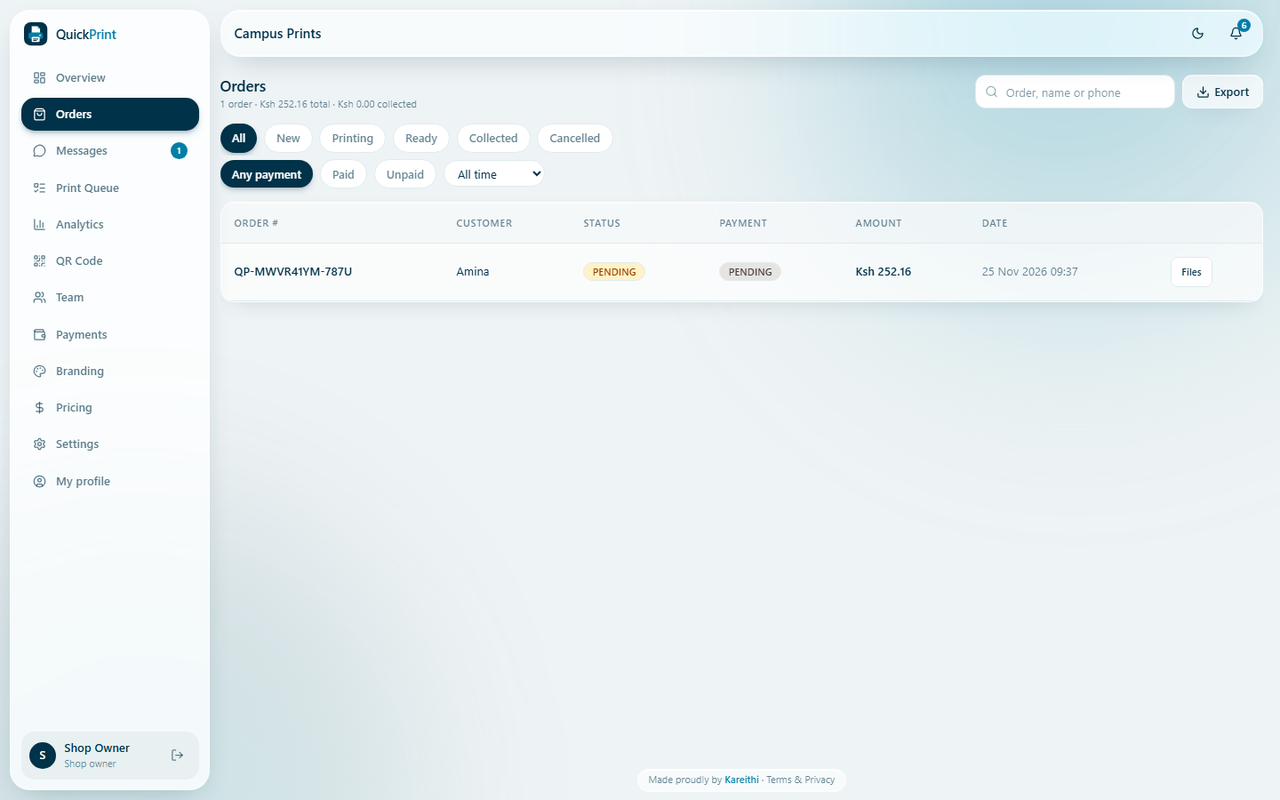 QuickPrint
Overview
Orders
Messages 1
Print Queue
Analytics
QR Code
Team
Payments
Branding
Pricing
Settings
My profile
S
Shop Owner
Shop owner
Campus Prints
6
Orders
1 order · Ksh 252.16 total · Ksh 0.00 collected
Order, name or phone
Export
All New Printing Ready Collected Cancelled
Any payment Paid Unpaid All time
ORDER # CUSTOMER STATUS PAYMENT AMOUNT DATE
QP-MWVR41YM-787U Amina PENDING PENDING Ksh 252.16 25 Nov 2026 09:37 Files
Made proudly by Kareithi · Terms & Privacy